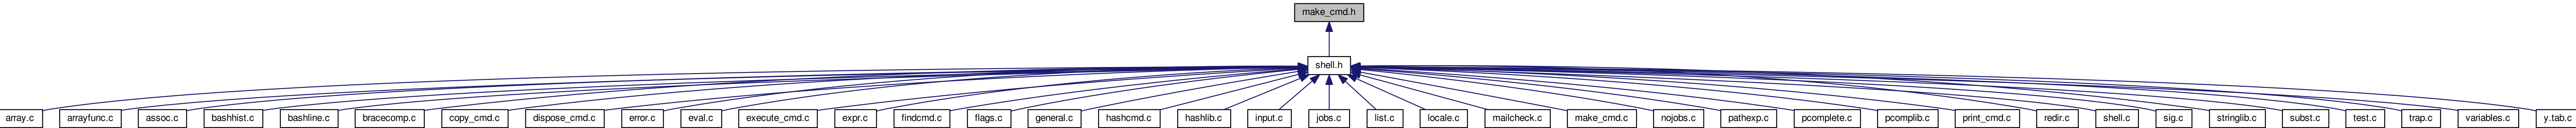 make_cmd.h
shell.h
array.c arrayfunc.c assoc.c bashhist.c bashline.c bracecomp.c copy_cmd.c dispose_cmd.c error.c eval.c execute_cmd.c expr.c findcmd.c flags.c general.c hashcmd.c hashlib.c input.c jobs.c list.c locale.c mailcheck.c make_cmd.c nojobs.c pathexp.c pcomplete.c pcomplib.c print_cmd.c redir.c shell.c sig.c stringlib.c subst.c test.c trap.c variables.c y.tab.c